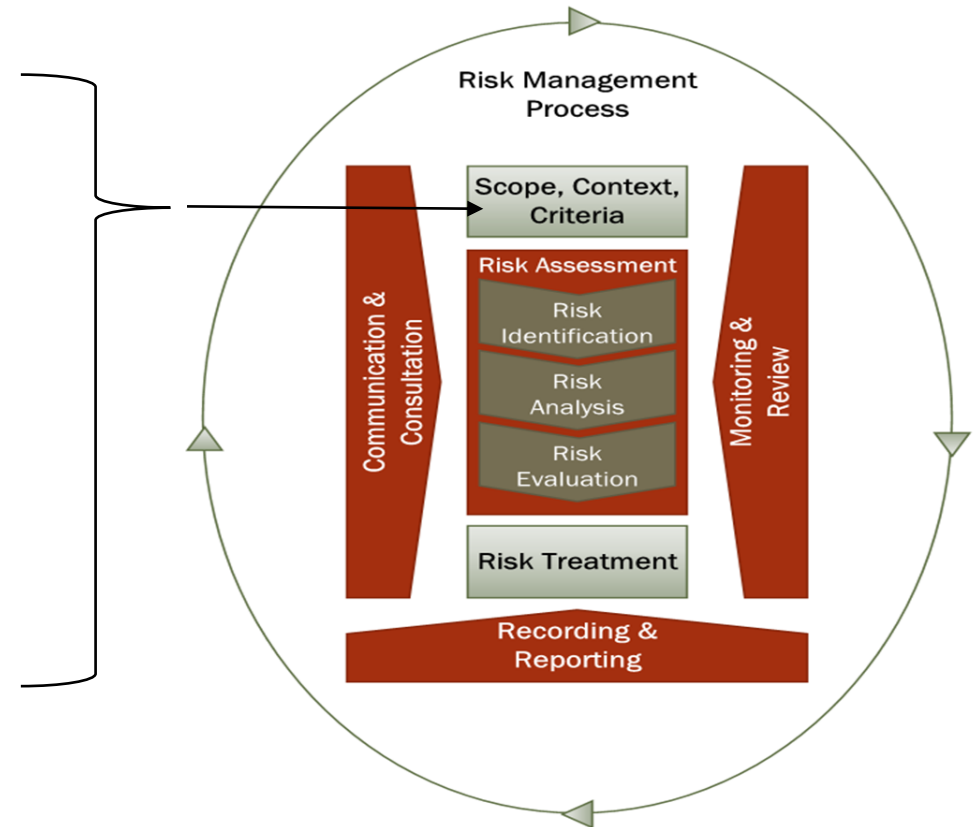 Risk Management
Process
Scope, Context,
Criteria
Risk Assessment
Risk
Identification
Risk
Analysis
Risk
Evaluation
Communication &
Consultation
Monitoring &
Review
Risk Treatment
Recording &
Reporting